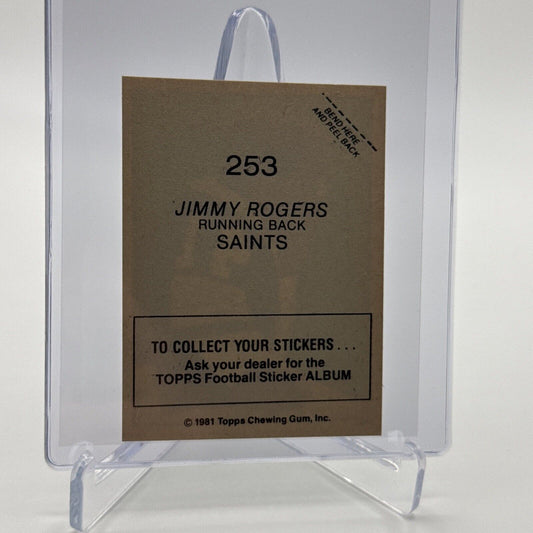 BEND HERE
AND PEEL BACK
253
JIMMY ROGERS
RUNNING BACK
SAINTS
TO COLLECT YOUR STICKERS . . .
Ask your dealer for the
TOPPS Football Sticker ALBUM
© 1981 Topps Chewing Gum, Inc.